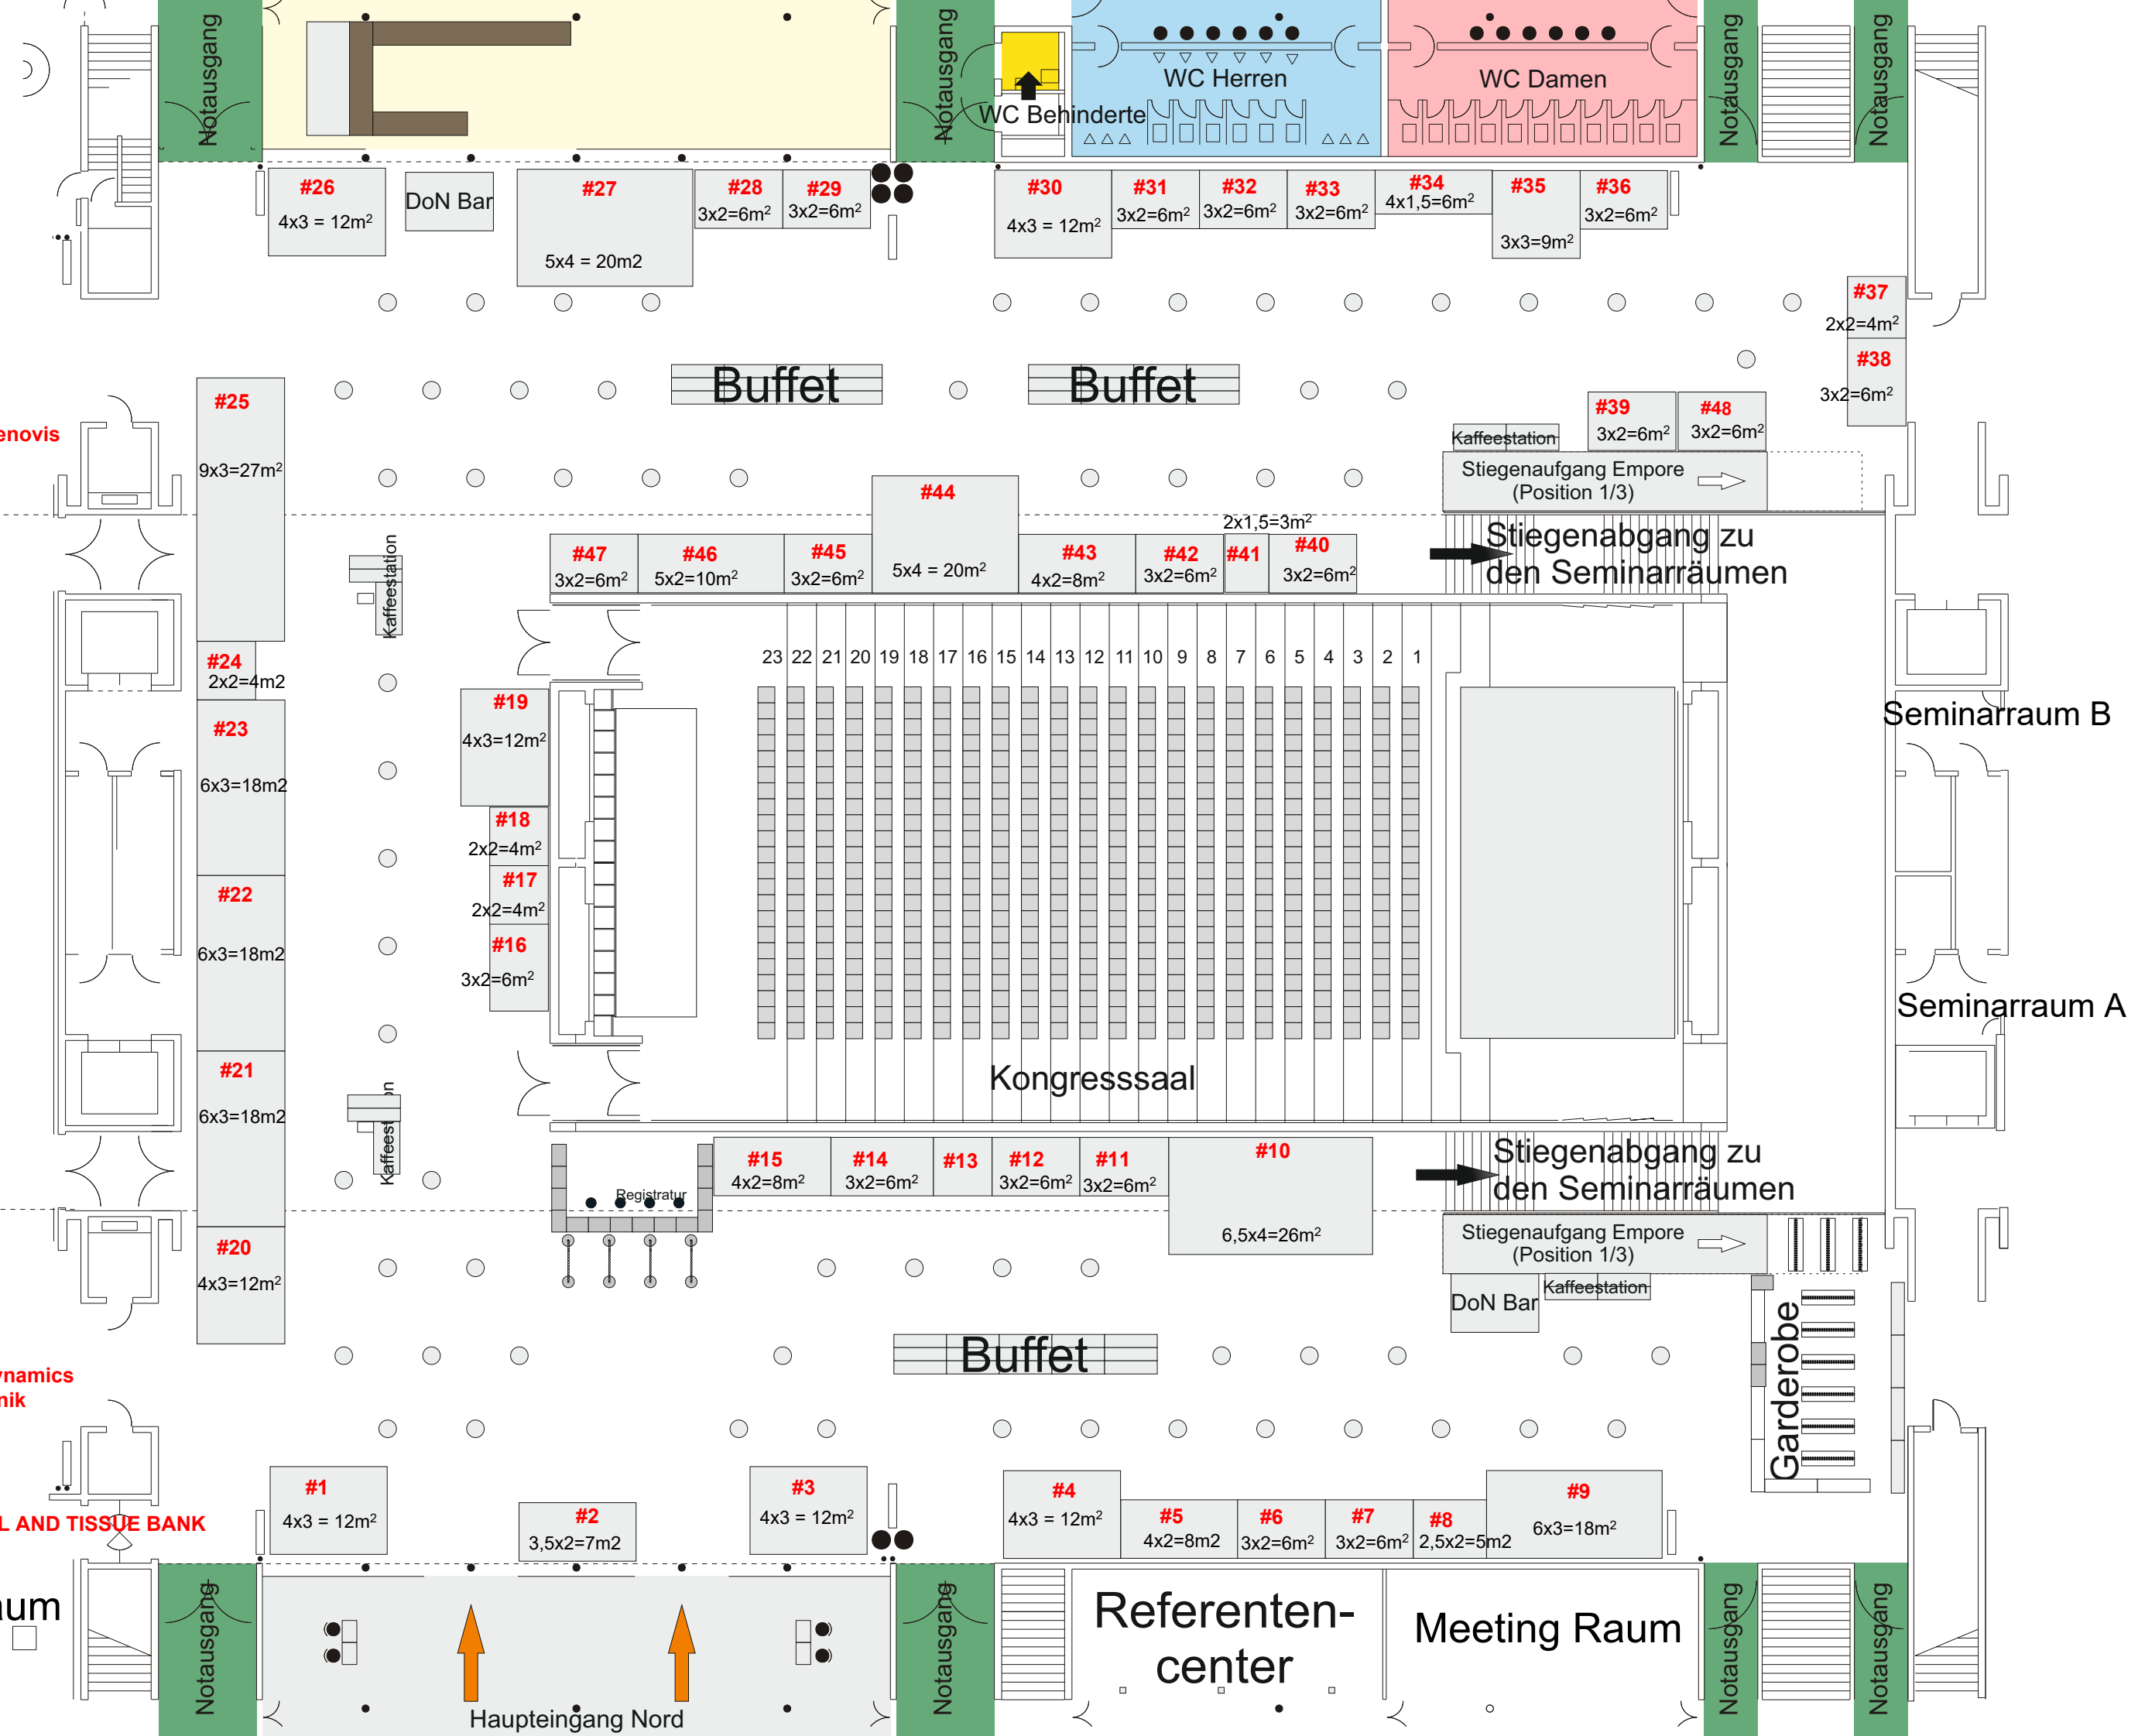 Notausgang
Notausgang
WC Behinderte
WC Herren
WC Damen
Notausgang
Notausgang
#26
4x3 = 12m²
DoN Bar
#27
5x4 = 20m2
#28
3x2=6m²
#29
3x2=6m²
#30
4x3 = 12m²
#31
3x2=6m²
#32
3x2=6m²
#33
3x2=6m²
#34
4x1,5=6m²
#35
3x3=9m²
#36
3x2=6m²
#37
2x2=4m²
#38
3x2=6m²
Buffet
Buffet
#25
9x3=27m²
enovis
#39
3x2=6m²
#48
3x2=6m²
Kaffeestation
Stiegenaufgang Empore
(Position 1/3)
#44
5x4 = 20m²
2x1,5=3m²
#47
3x2=6m²
#46
5x2=10m²
#45
3x2=6m²
#43
4x2=8m²
#42
3x2=6m²
#41
#40
3x2=6m²
Stiegenabgang zu
den Seminarräumen
Kaffeestation
23 22 21 20 19 18 17 16 15 14 13 12 11 10 9 8 7 6 5 4 3 2 1
#24
2x2=4m2
#23
6x3=18m2
#19
4x3=12m²
#18
2x2=4m²
#17
2x2=4m²
#16
3x2=6m²
#22
6x3=18m2
Seminarraum B
Seminarraum A
#21
6x3=18m2
Kongresssaal
#20
4x3=12m²
Registratur
#15
4x2=8m²
#14
3x2=6m²
#13
#12
3x2=6m²
#11
3x2=6m²
#10
6,5x4=26m²
Stiegenabgang zu
den Seminarräumen
Stiegenaufgang Empore
(Position 1/3)
DoN Bar
Kaffeestation
Garderobe
Buffet
ynamics
nik
L AND TISSUE BANK
#1
4x3 = 12m²
#2
3,5x2=7m2
#3
4x3 = 12m²
#4
4x3 = 12m²
#5
4x2=8m2
#6
3x2=6m²
#7
3x2=6m²
#8
2,5x2=5m2
#9
6x3=18m²
aum
Notausgang
Haupteingang Nord
Notausgang
Referenten-
center
Meeting Raum
Notausgang
Notausgang